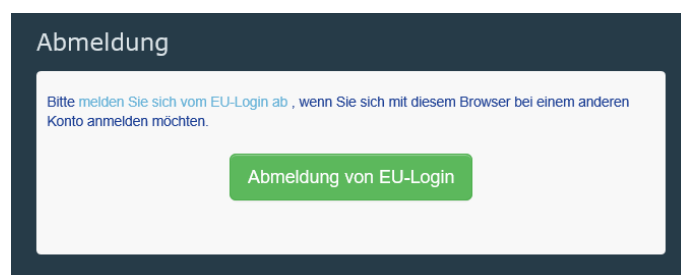 Abmeldung
Bitte melden Sie sich vom EU-Login ab , wenn Sie sich mit diesem Browser bei einem anderen
Konto anmelden möchten.
Abmeldung von EU-Login